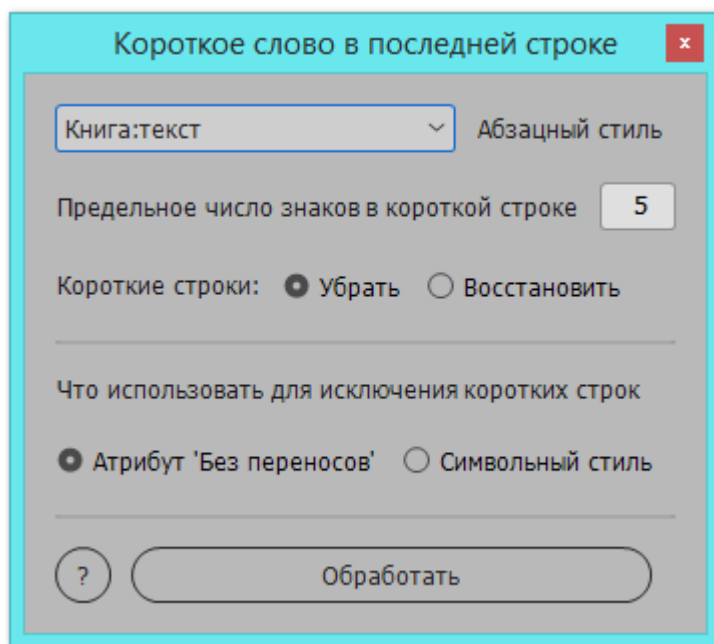 Короткое слово в последней строке
x
Книга:текст Абзацный стиль
Предельное число знаков в короткой строке 5
Короткие строки: Убрать Восстановить
Что использовать для исключения коротких строк
Атрибут 'Без переносов' Символьный стиль
? Обработать